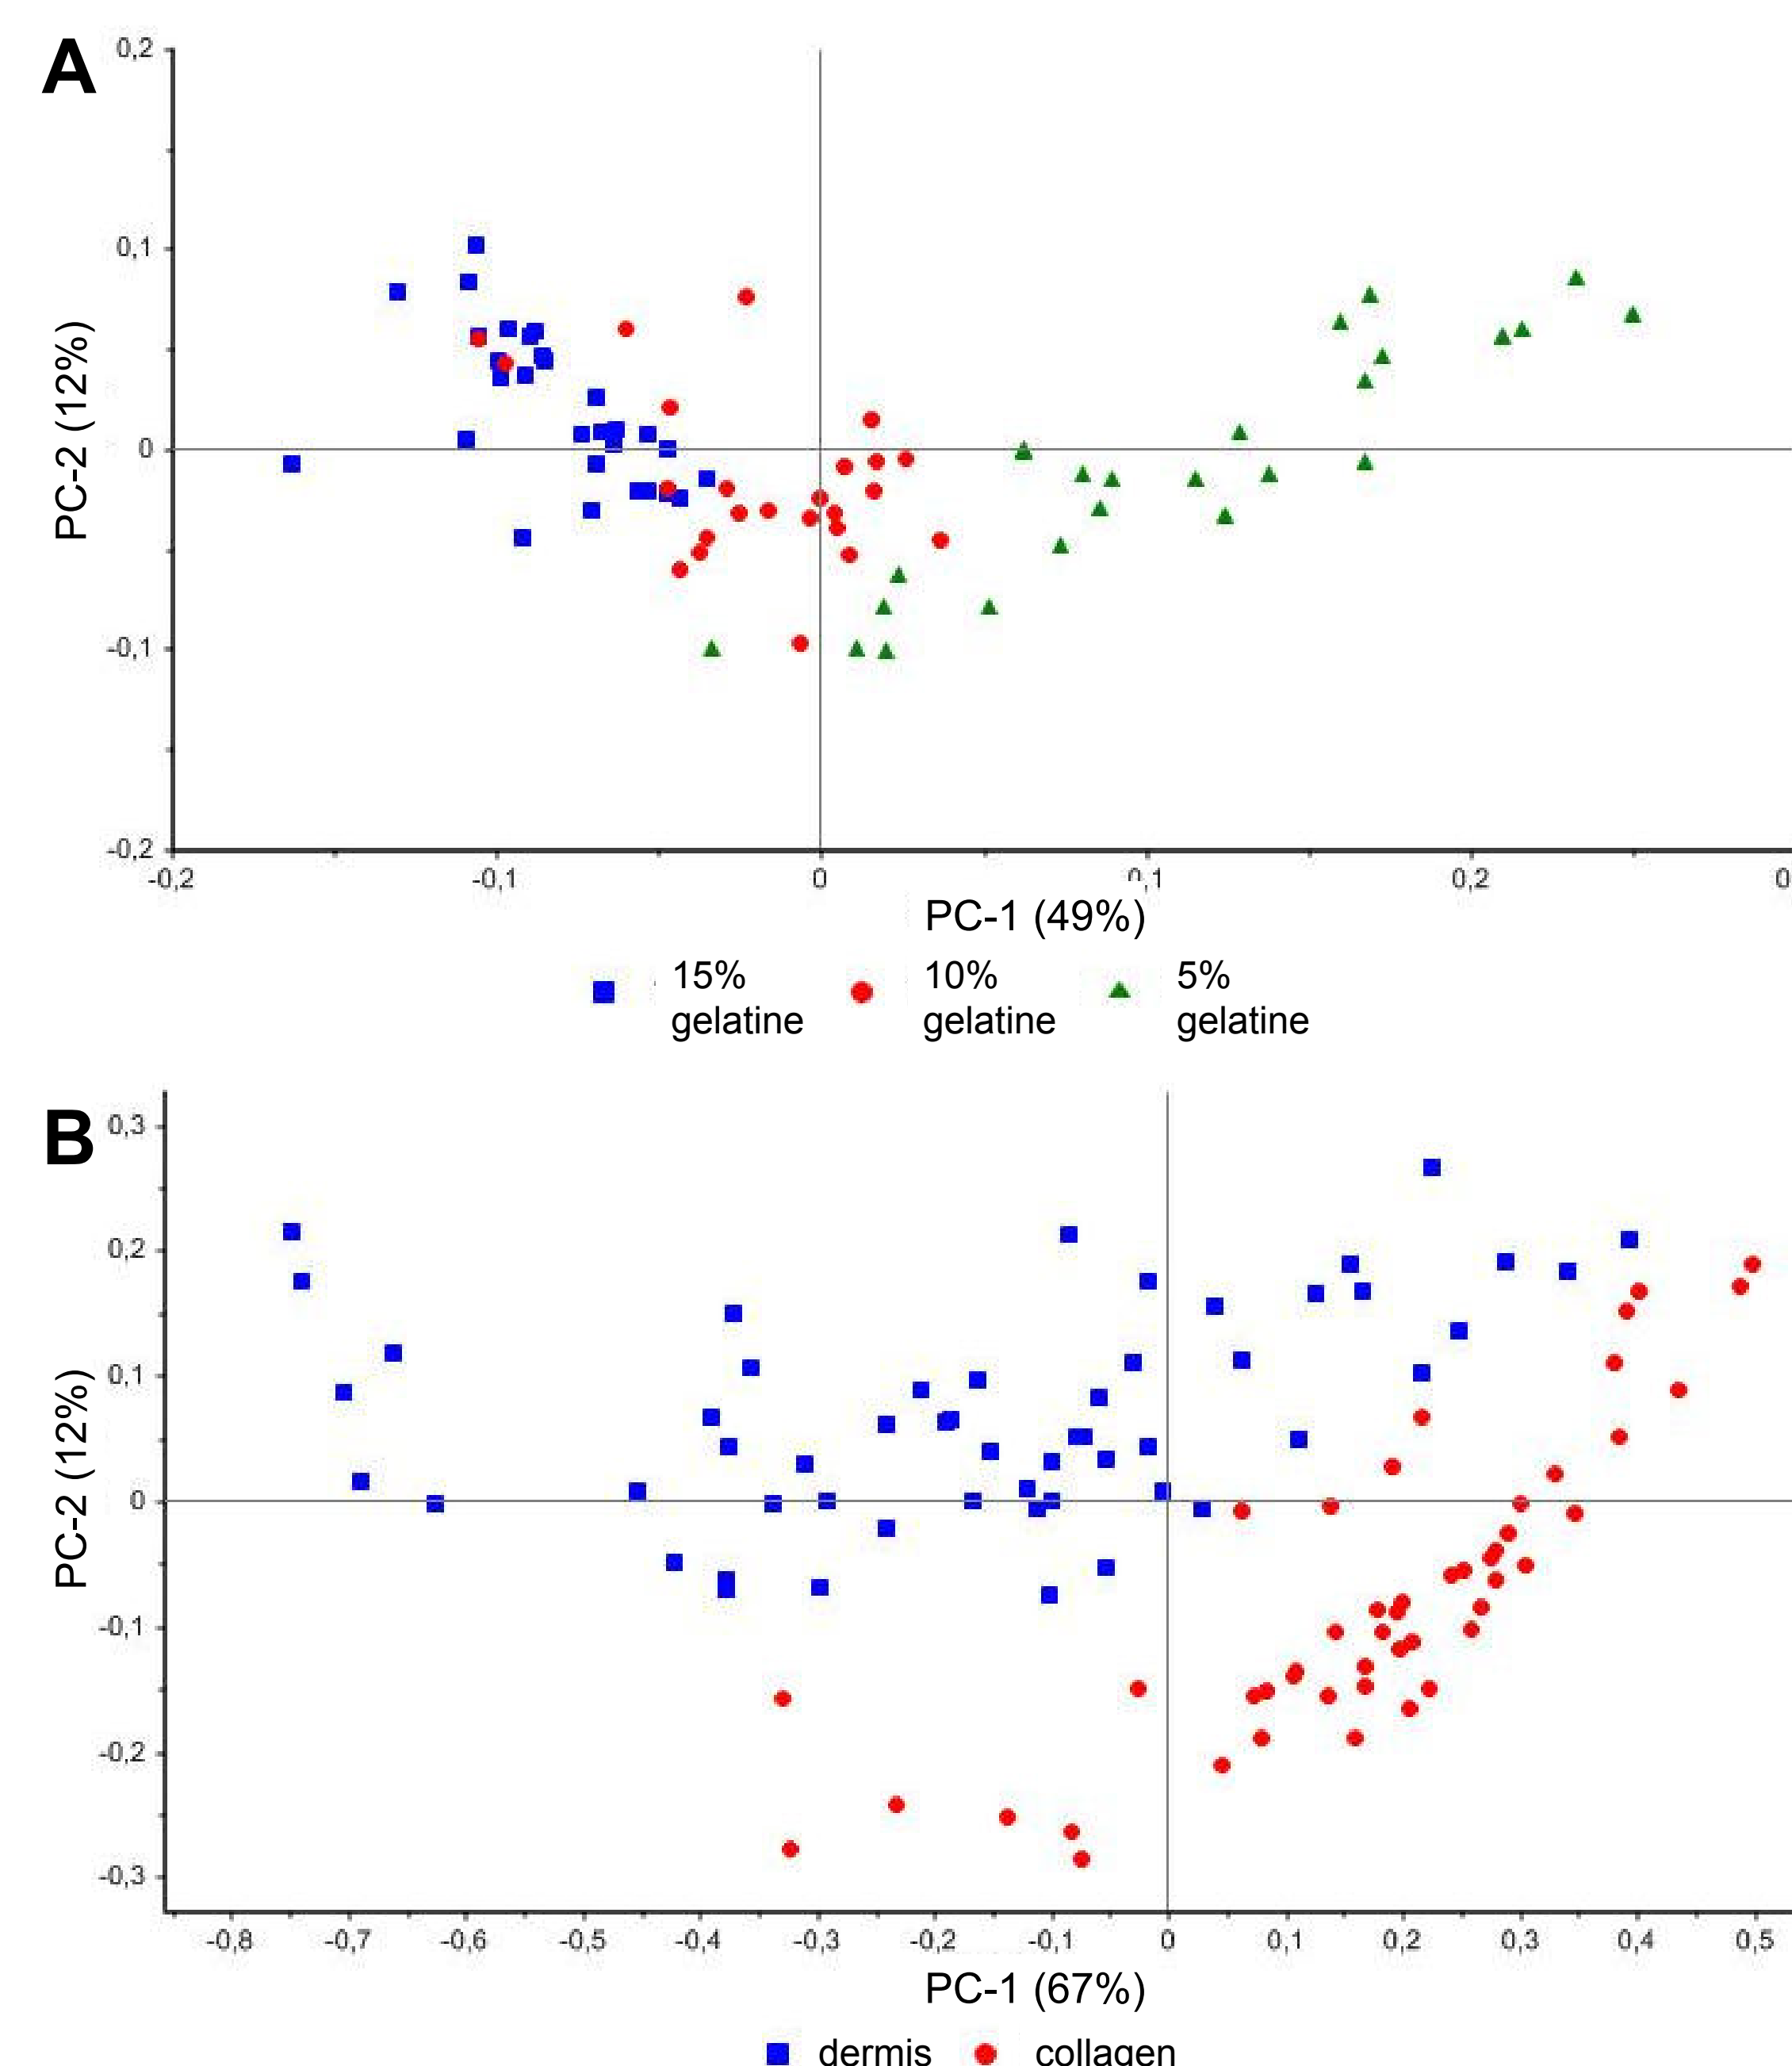 A
0,2
0,1
0
-0,1
-0,2
PC-2 (12%)
-0,2 -0,1 0 0,1 0,2 0
PC-1 (49%)
15% gelatine
10% gelatine
5% gelatine
B
0,3
0,2
0,1
0
-0,1
-0,2
-0,3
PC-2 (12%)
-0,8 -0,7 -0,6 -0,5 -0,4 -0,3 -0,2 -0,1 0 0,1 0,2 0,3 0,4 0,5
PC-1 (67%)
dermis collagen